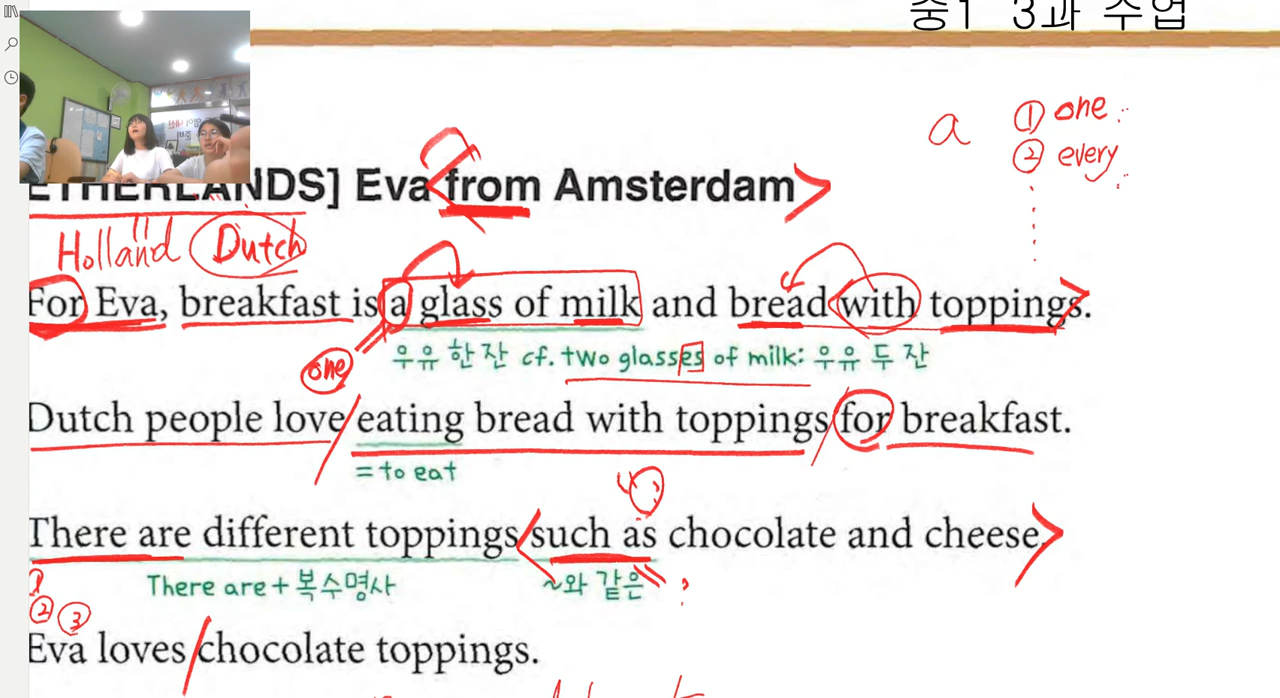 중1 3과 수업
a ① one
② every
ETHERLANDS] Eva from Amsterdam
Holland Dutch
For Eva, breakfast is a glass of milk and bread with toppings.
one
우유 한 잔 cf. two glasses of milk: 우유 두 잔
Dutch people love eating bread with toppings for breakfast.
= to eat
There are different toppings such as chocolate and cheese
There are + 복수명사 ~와 같은
①
② ③
Eva loves chocolate toppings.